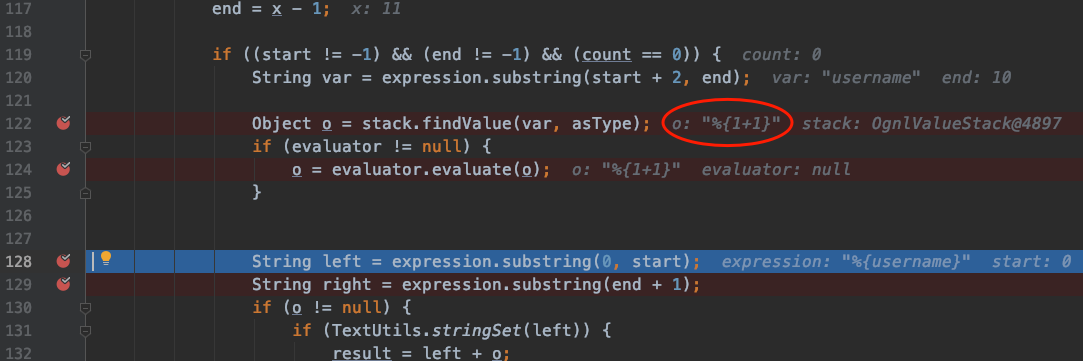 117 end = x - 1; x: 11
118
119 if ((start != -1) && (end != -1) && (count == 0)) { count: 0
120 String var = expression.substring(start + 2, end); var: "username" end: 10
121
122 Object o = stack.findValue(var, asType); o: "%{1+1}" stack: OgnlValueStack@4897
123 if (evaluator != null) {
124 o = evaluator.evaluate(o); o: "%{1+1}" evaluator: null
125 }
126
127
128 String left = expression.substring(0, start); expression: "%{username}" start: 0
129 String right = expression.substring(end + 1);
130 if (o != null) {
131 if (TextUtils.stringSet(left)) {
132 result = left + o;